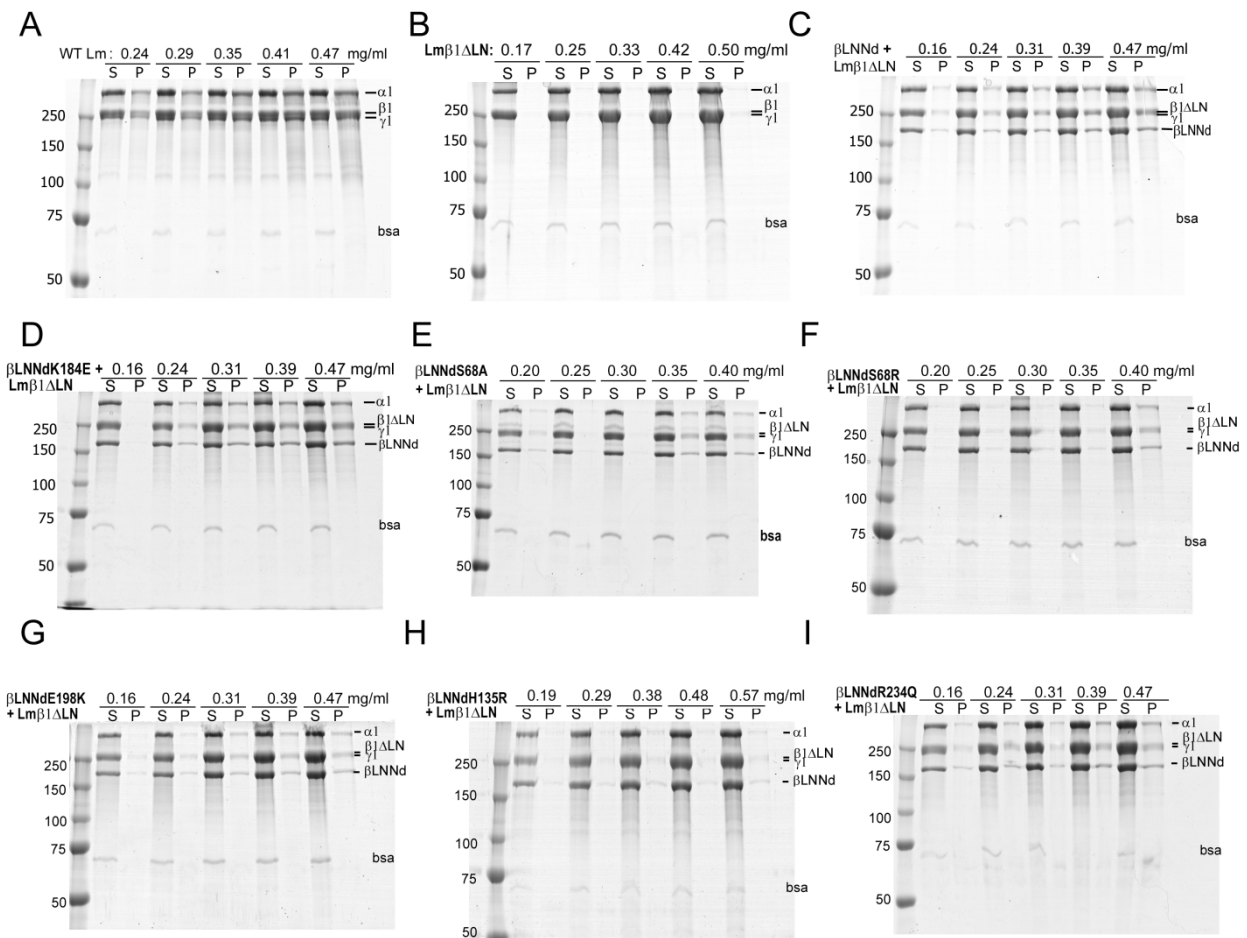 A
WT Lm: 0.24 0.29 0.35 0.41 0.47 mg/ml
S P S P S P S P S P
α1
250 β1
γ1
150
100
75
bsa
50
B
Lmβ1ΔLN: 0.17 0.25 0.33 0.42 0.50 mg/ml
S P S P S P S P S P
α1
250 β1
γ1
150
100
75
bsa
50
C
βLNNd + 0.16 0.24 0.31 0.39 0.47 mg/ml
Lmβ1ΔLN S P S P S P S P S P
α1
250 β1ΔLN
γ1
150 βLNNd
100
75
bsa
50
D
βLNNdK184E + 0.16 0.24 0.31 0.39 0.47 mg/ml
Lmβ1ΔLN S P S P S P S P S P
α1
250 β1ΔLN
γ1
150 βLNNd
100
75
bsa
50
E
βLNNdS68A 0.20 0.25 0.30 0.35 0.40 mg/ml
+ Lmβ1ΔLN S P S P S P S P S P
α1
250 β1ΔLN
γ1
150 βLNNd
100
75
bsa
50
F
βLNNdS68R 0.20 0.25 0.30 0.35 0.40 mg/ml
+ Lmβ1ΔLN S P S P S P S P S P
α1
250 β1ΔLN
γ1
150 βLNNd
100
75
bsa
50
G
βLNNdE198K 0.16 0.24 0.31 0.39 0.47 mg/ml
+ Lmβ1ΔLN S P S P S P S P S P
α1
250 β1ΔLN
γ1
150 βLNNd
100
75
bsa
50
H
βLNNdH135R 0.19 0.29 0.38 0.48 0.57 mg/ml
+ Lmβ1ΔLN S P S P S P S P S P
α1
250 β1ΔLN
γ1
150 βLNNd
100
75
bsa
50
I
βLNNdR234Q 0.16 0.24 0.31 0.39 0.47
+ Lmβ1ΔLN S P S P S P S P S P
α1
250 β1ΔLN
γ1
150 βLNNd
100
75
bsa
50